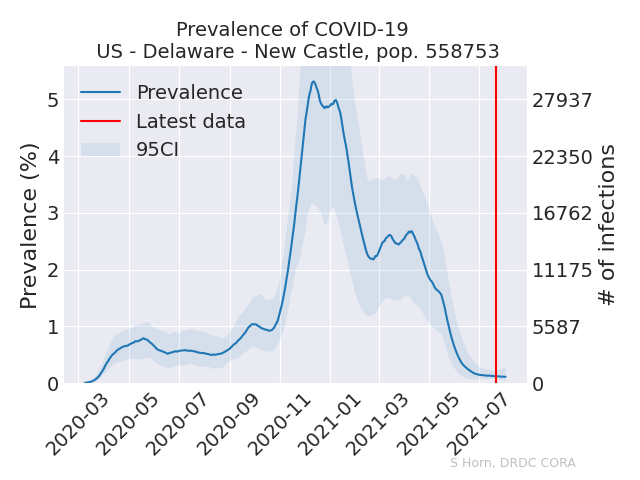 Prevalence of COVID-19
US - Delaware - New Castle, pop. 558753
Prevalence
Latest data
95CI
Prevalence (%)
5
4
3
2
1
0
27937
22350
16762
11175
5587
0
# of infections
2020-03
2020-05
2020-07
2020-09
2020-11
2021-01
2021-03
2021-05
2021-07
S Horn, DRDC CORA